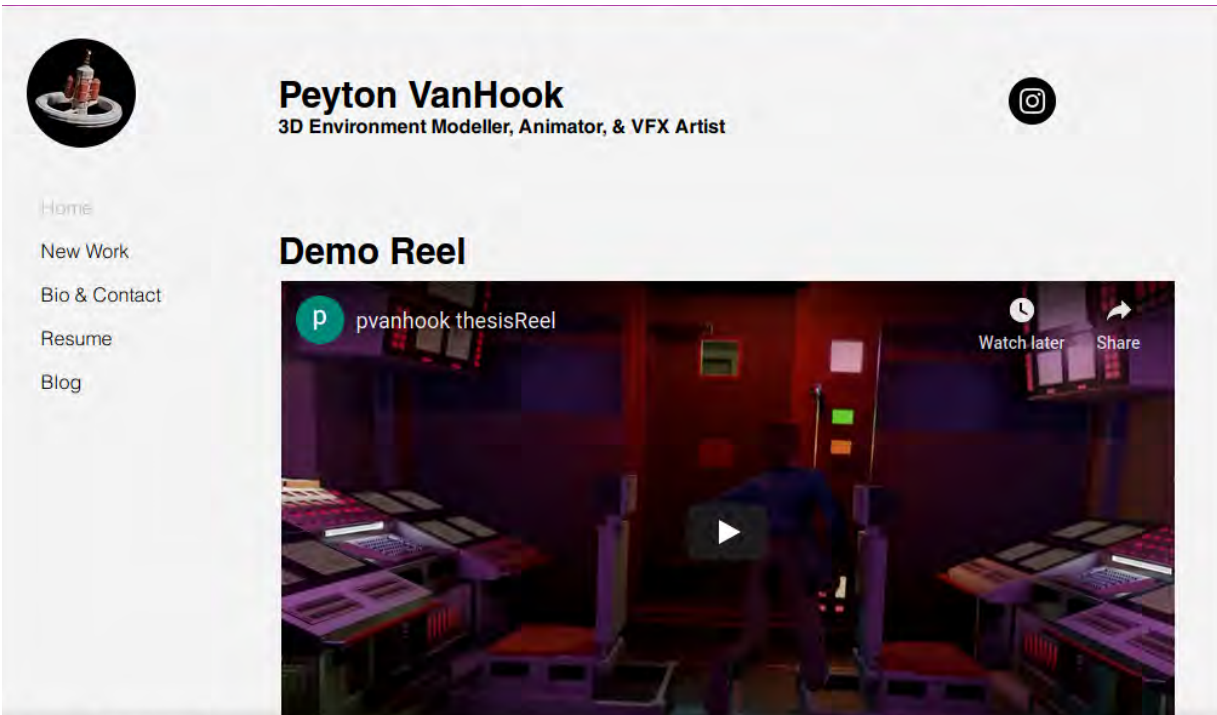 Peyton VanHook
3D Environment Modeller, Animator, & VFX Artist
Home
New Work
Bio & Contact
Resume
Blog
Demo Reel
p
pvanhook thesisReel
Watch later
Share